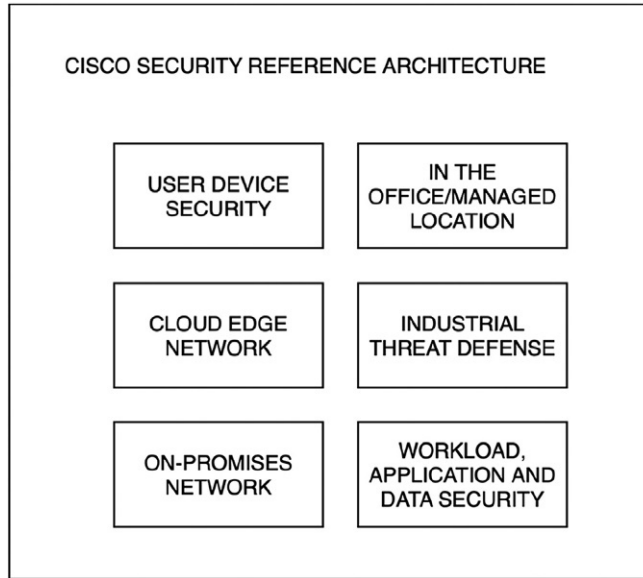 CISCO SECURITY REFERENCE ARCHITECTURE
USER DEVICE
SECURITY
IN THE
OFFICE/MANAGED
LOCATION
CLOUD EDGE
NETWORK
INDUSTRIAL
THREAT DEFENSE
ON-PROMISES
NETWORK
WORKLOAD,
APPLICATION AND
DATA SECURITY